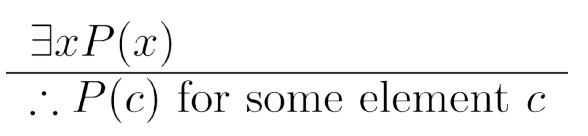 ∃xP(x)
∴ P(c) for some element c